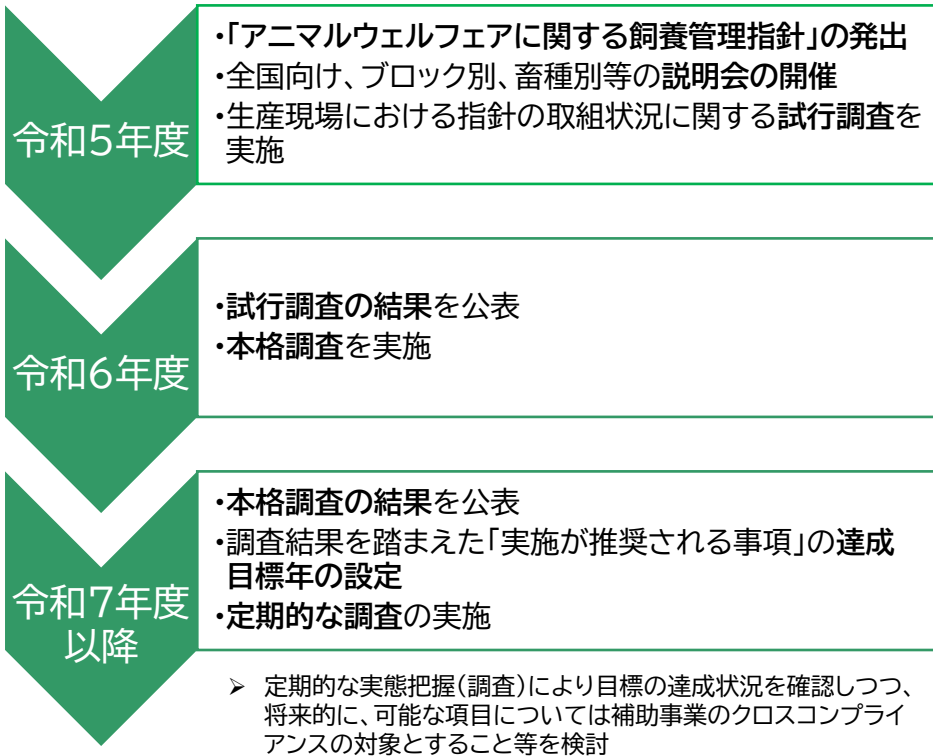 令和5年度
・「アニマルウェルフェアに関する飼養管理指針」の発出
・全国向け、ブロック別、畜種別等の説明会の開催
・生産現場における指針の取組状況に関する試行調査を
実施
令和6年度
・試行調査の結果を公表
・本格調査を実施
令和7年度
以降
・本格調査の結果を公表
・調査結果を踏まえた「実施が推奨される事項」の達成
目標年の設定
・定期的な調査の実施
➢ 定期的な実態把握(調査)により目標の達成状況を確認しつつ、
将来的に、可能な項目については補助事業のクロスコンプライ
アンスの対象とすること等を検討